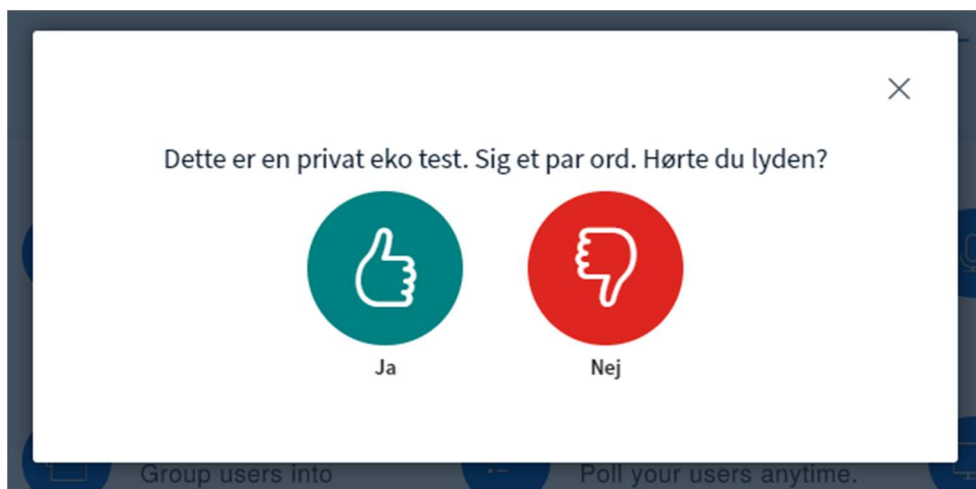 Dette er en privat eko test. Sig et par ord. Hørte du lyden?
Ja Nej
Group users into Poll your users anytime.